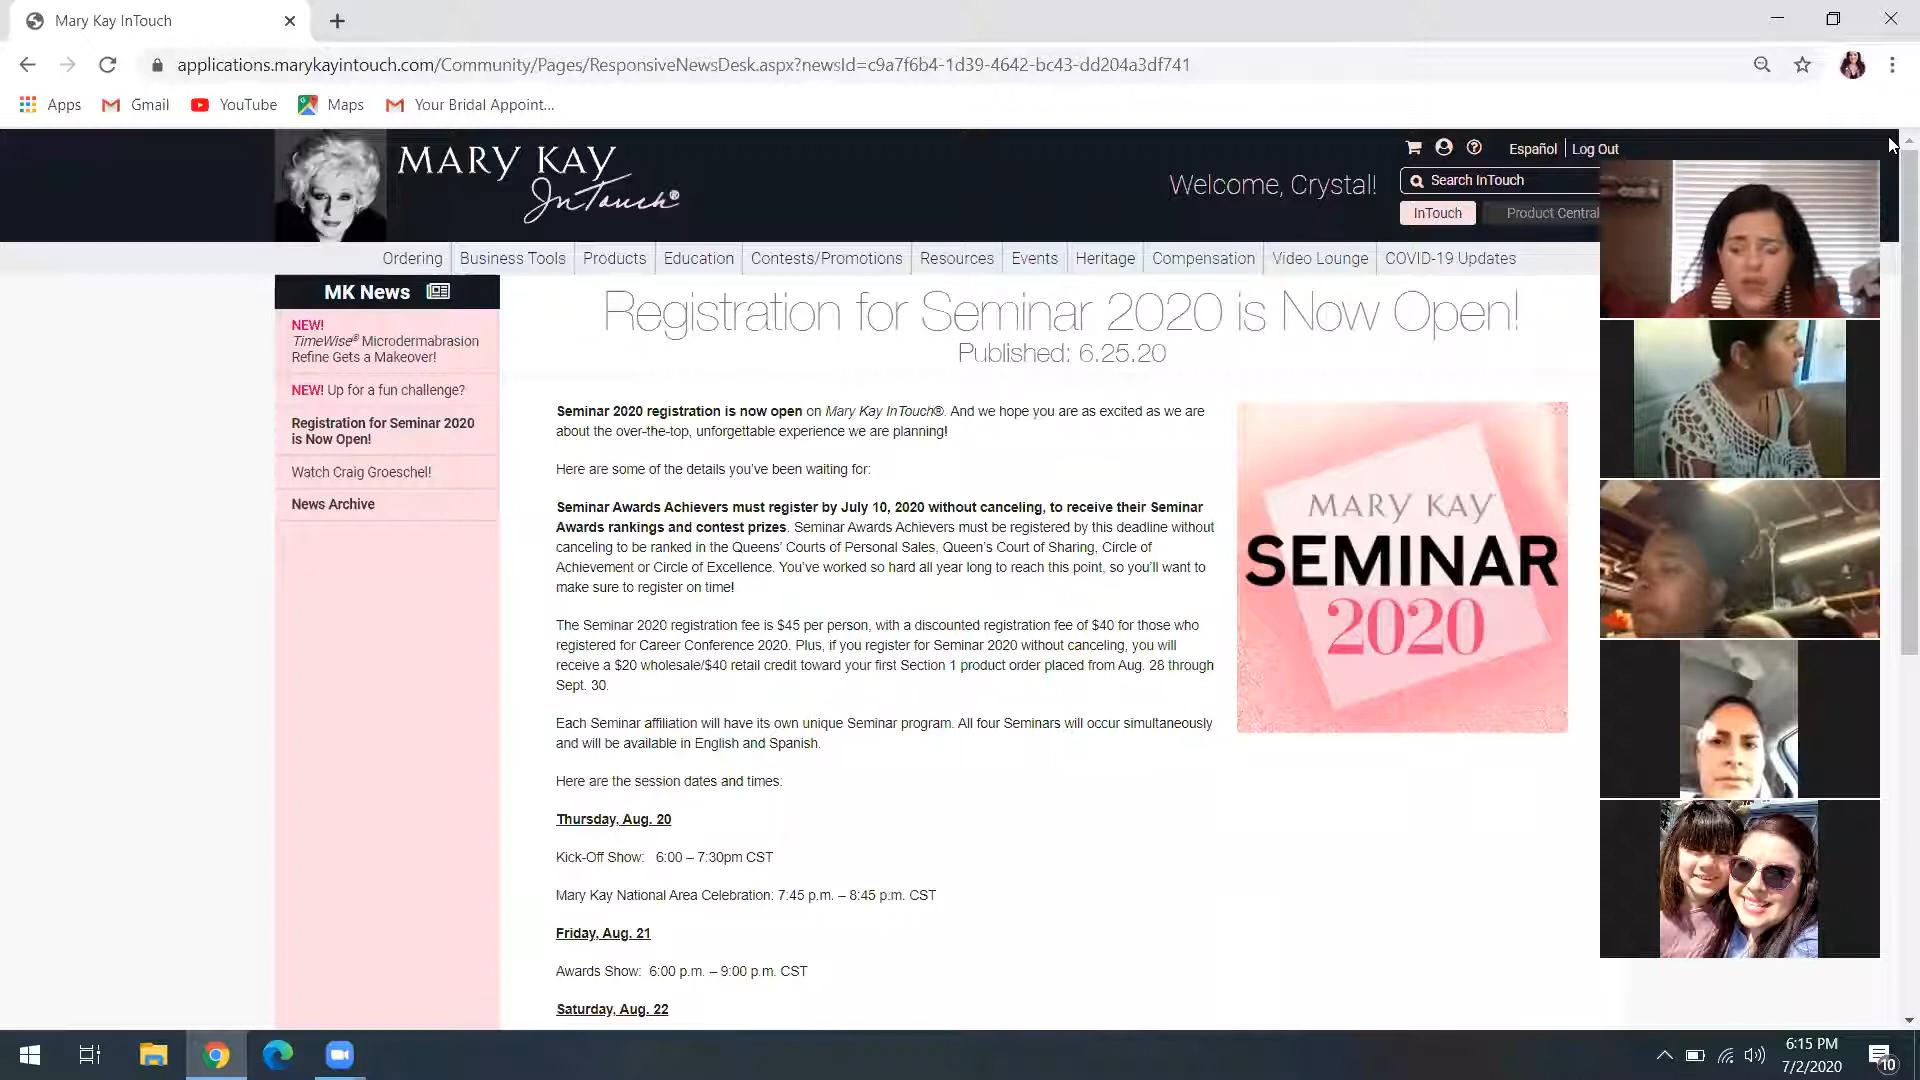 Mary Kay InTouch
applications.marykayintouch.com/Community/Pages/ResponsiveNewsDesk.aspx?newsId=c9a7f6b4-1d39-4642-bc43-dd204a3df741
Apps Gmail YouTube Maps Your Bridal Appoint...
MARY KAY
InTouch®
Welcome, Crystal!
Español Log Out
Search InTouch
InTouch Product Central
Ordering Business Tools Products Education Contests/Promotions Resources Events Heritage Compensation Video Lounge COVID-19 Updates
MK News
NEW!
TimeWise® Microdermabrasion
Refine Gets a Makeover!
NEW! Up for a fun challenge?
Registration for Seminar 2020
is Now Open!
Watch Craig Groeschel!
News Archive
Registration for Seminar 2020 is Now Open!
Published: 6.25.20
Seminar 2020 registration is now open on Mary Kay InTouch®. And we hope you are as excited as we are
about the over-the-top, unforgettable experience we are planning!
Here are some of the details you've been waiting for:
Seminar Awards Achievers must register by July 10, 2020 without canceling, to receive their Seminar
Awards rankings and contest prizes. Seminar Awards Achievers must be registered by this deadline without
canceling to be ranked in the Queens' Courts of Personal Sales, Queen's Court of Sharing, Circle of
Achievement or Circle of Excellence. You've worked so hard all year long to reach this point, so you'll want to
make sure to register on time!
The Seminar 2020 registration fee is $45 per person, with a discounted registration fee of $40 for those who
registered for Career Conference 2020. Plus, if you register for Seminar 2020 without canceling, you will
receive a $20 wholesale/$40 retail credit toward your first Section 1 product order placed from Aug. 28 through
Sept. 30.
Each Seminar affiliation will have its own unique Seminar program. All four Seminars will occur simultaneously
and will be available in English and Spanish.
Here are the session dates and times:
Thursday, Aug. 20
Kick-Off Show: 6:00 – 7:30pm CST
Mary Kay National Area Celebration: 7:45 p.m. – 8:45 p.m. CST
Friday, Aug. 21
Awards Show: 6:00 p.m. – 9:00 p.m. CST
Saturday, Aug. 22
MARY KAY
SEMINAR
2020
6:15 PM
7/2/2020
10